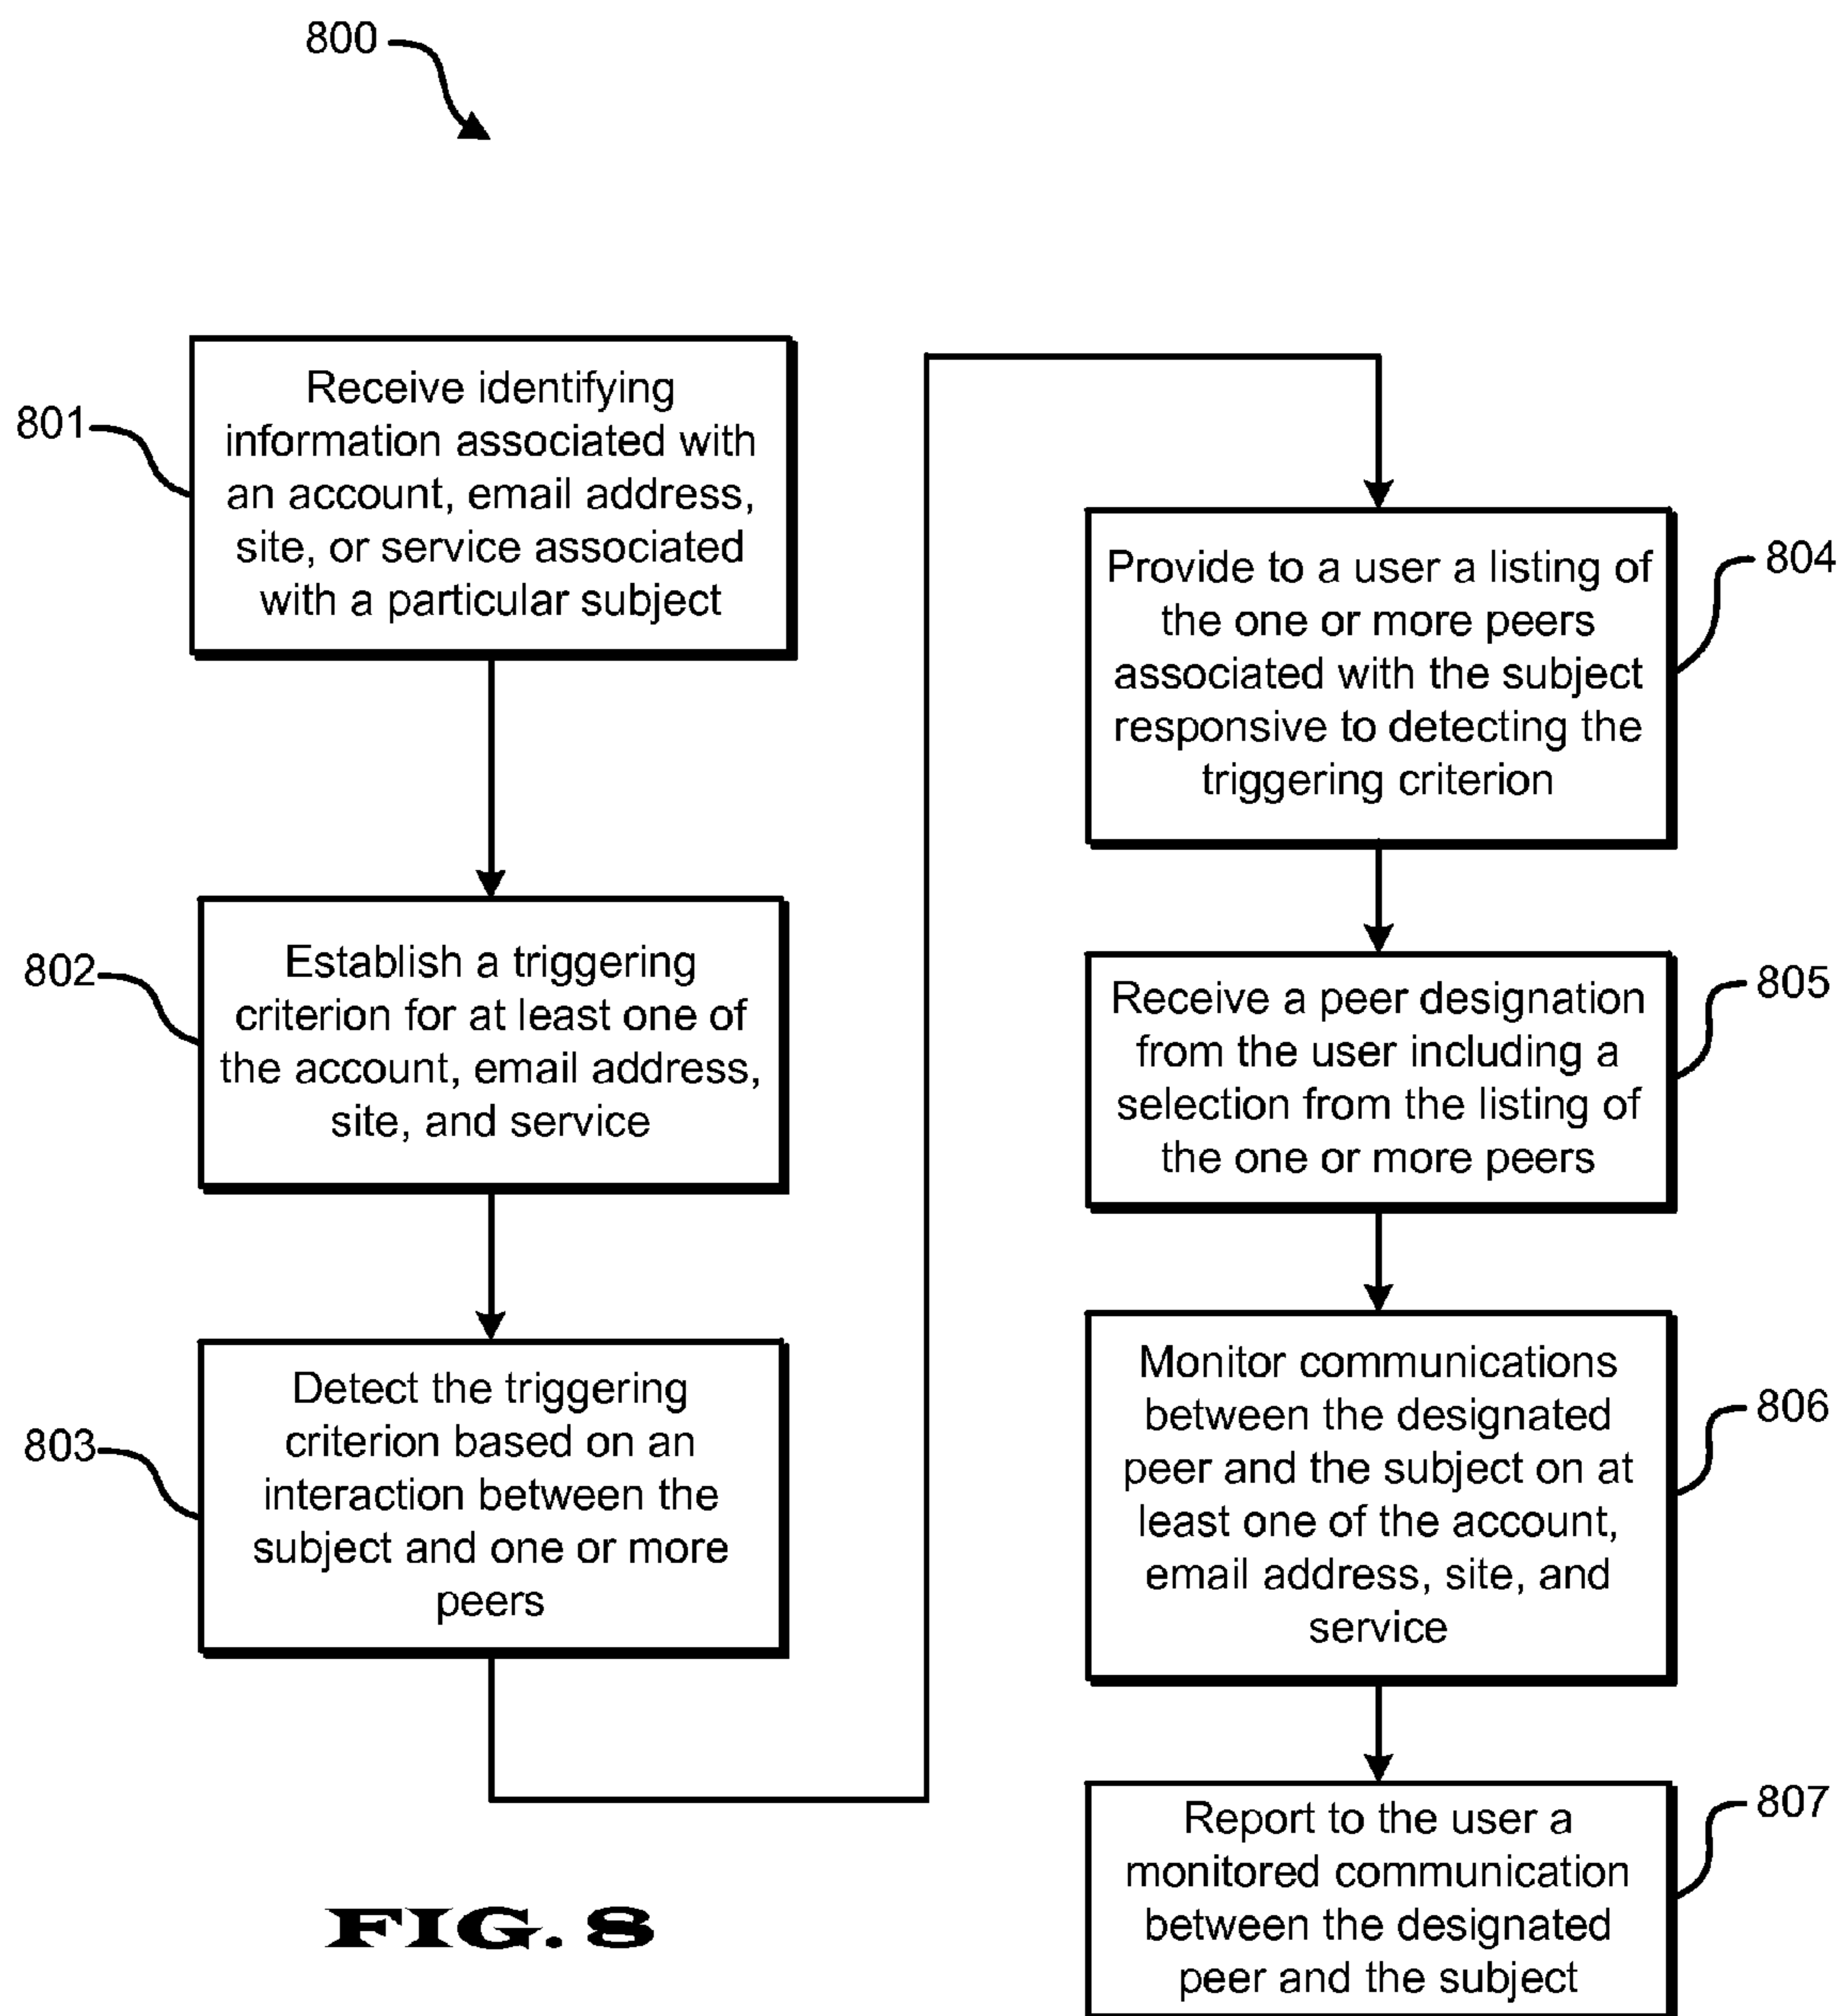 800
801
Receive identifying
information associated with
an account, email address,
site, or service associated
with a particular subject
802
Establish a triggering
criterion for at least one of
the account, email address,
site, and service
803
Detect the triggering
criterion based on an
interaction between the
subject and one or more
peers
804
Provide to a user a listing of
the one or more peers
associated with the subject
responsive to detecting the
triggering criterion
805
Receive a peer designation
from the user including a
selection from the listing of
the one or more peers
806
Monitor communications
between the designated
peer and the subject on at
least one of the account,
email address, site, and
service
807
Report to the user a
monitored communication
between the designated
peer and the subject
FIG. 8